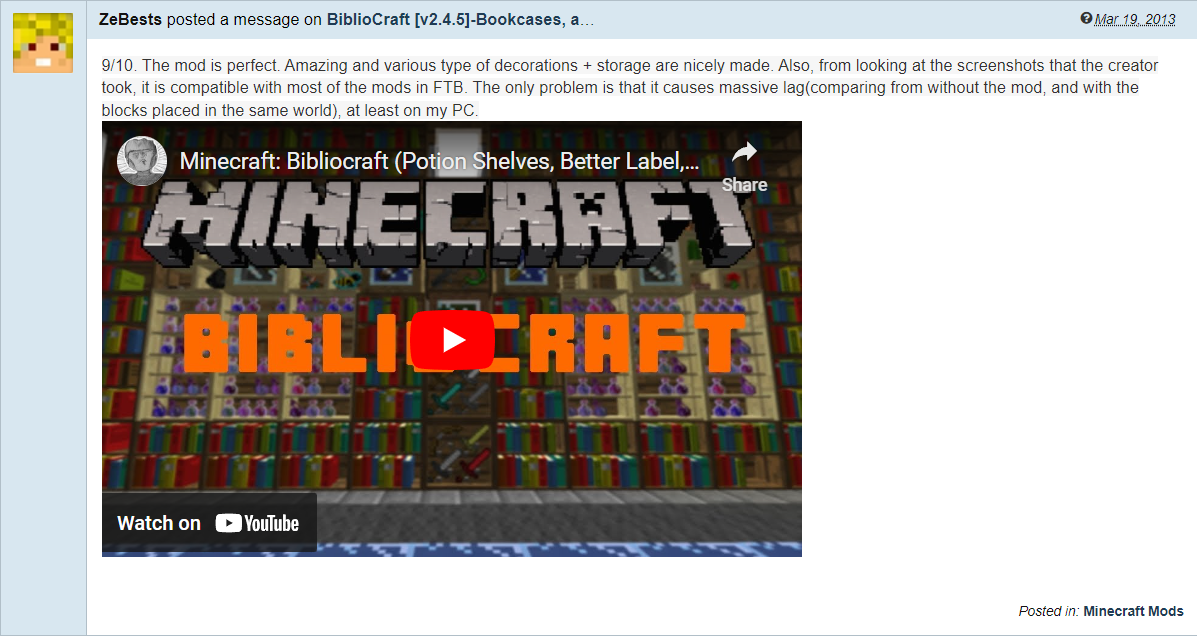 ZeBests posted a message on BiblioCraft [v2.4.5]-Bookcases, a…
Mar 19, 2013
9/10. The mod is perfect. Amazing and various type of decorations + storage are nicely made. Also, from looking at the screenshots that the creator
took, it is compatible with most of the mods in FTB. The only problem is that it causes massive lag(comparing from without the mod, and with the
blocks placed in the same world), at least on my PC.
Minecraft: Bibliocraft (Potion Shelves, Better Label,...
Share
MINECRAFT
BIBLIOCRAFT
Watch on YouTube
Posted in: Minecraft Mods